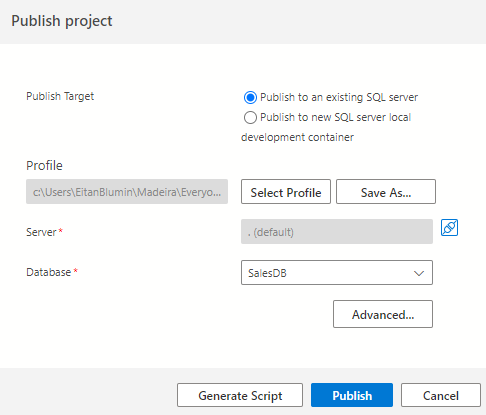 Publish project
Publish Target
Publish to an existing SQL server
Publish to new SQL server local
development container
Profile
c:\Users\EitanBlumin\Madeira\Everyo...
Select Profile
Save As...
Server*
. (default)
Database *
SalesDB
Advanced...
Generate Script
Publish
Cancel